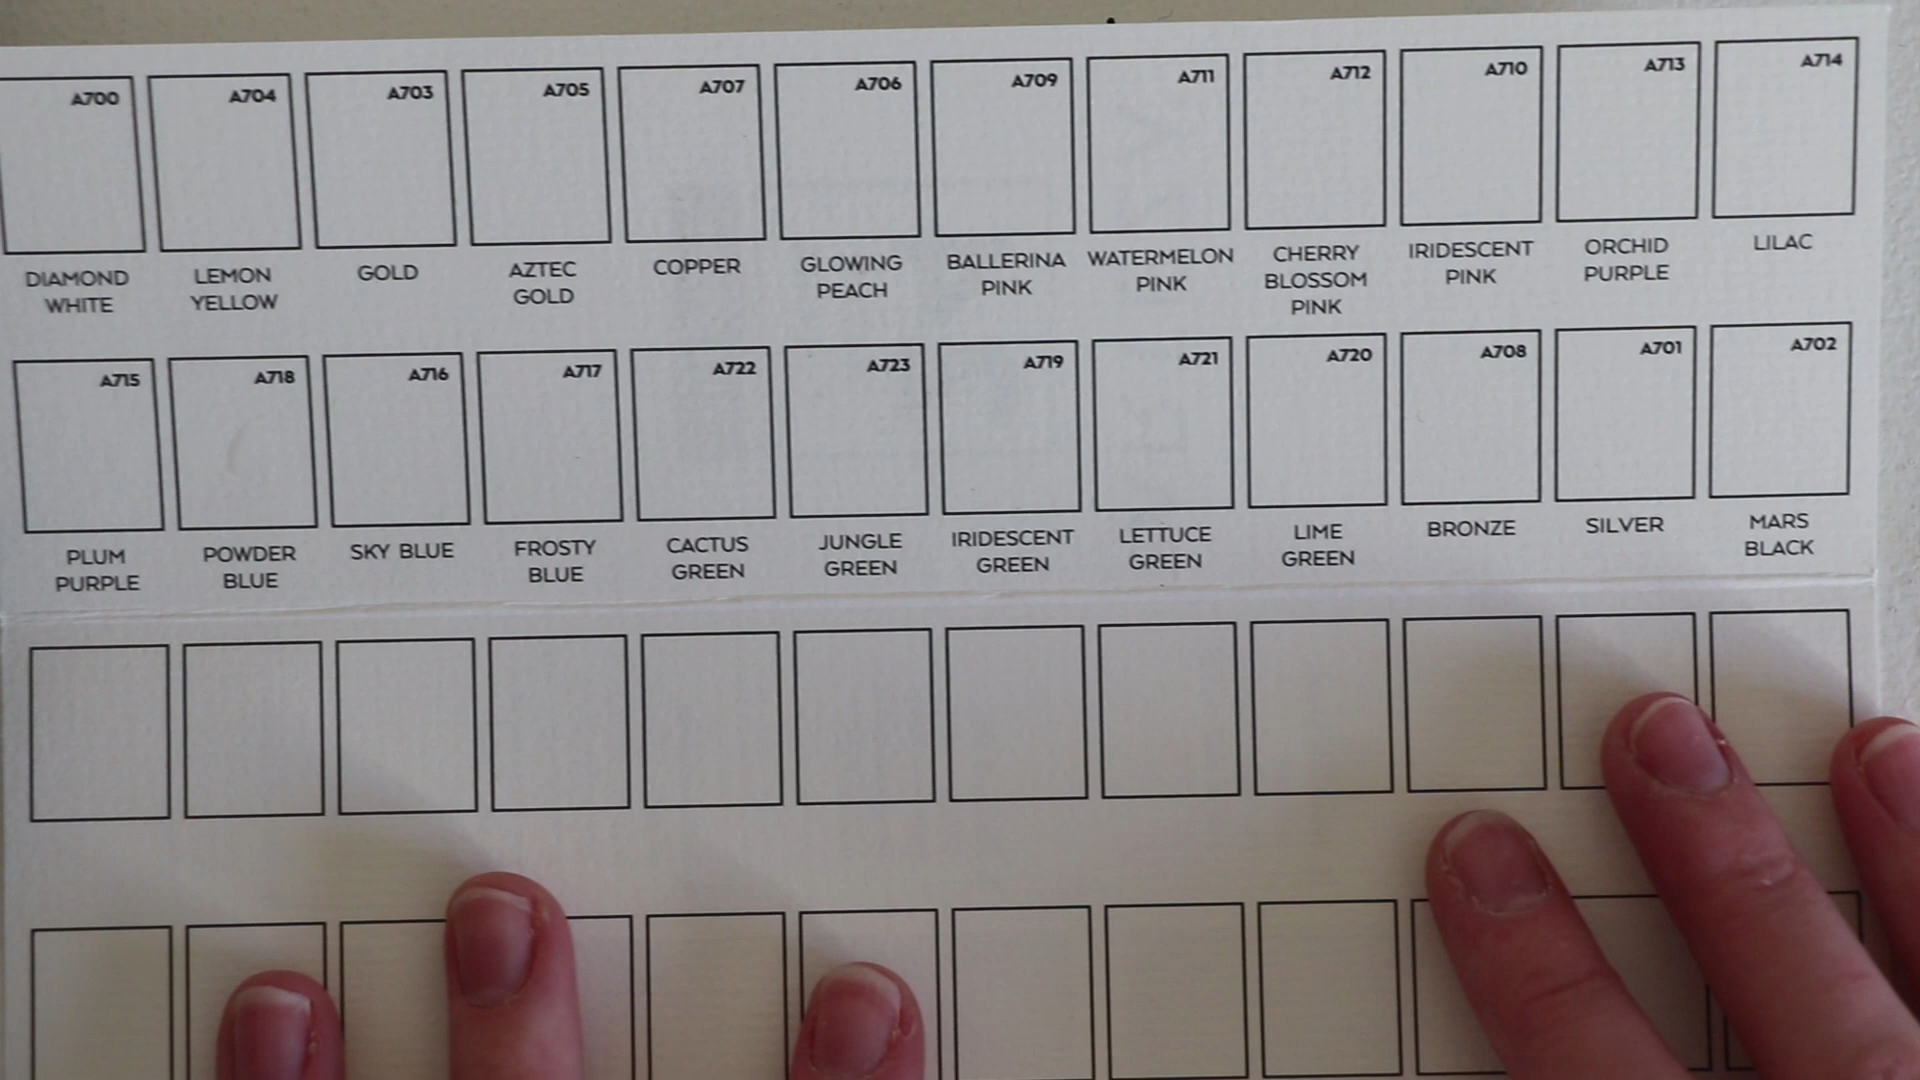 A700 A704 A703 A705 A707 A706 A709 A711 A712 A710 A713 A714
DIAMOND WHITE
LEMON YELLOW
GOLD
AZTEC GOLD
COPPER
GLOWING PEACH
BALLERINA PINK
WATERMELON PINK
CHERRY BLOSSOM PINK
IRIDESCENT PINK
ORCHID PURPLE
LILAC
A715 A718 A716 A717 A722 A723 A719 A721 A720 A708 A701 A702
PLUM PURPLE
POWDER BLUE
SKY BLUE
FROSTY BLUE
CACTUS GREEN
JUNGLE GREEN
IRIDESCENT GREEN
LETTUCE GREEN
LIME GREEN
BRONZE
SILVER
MARS BLACK